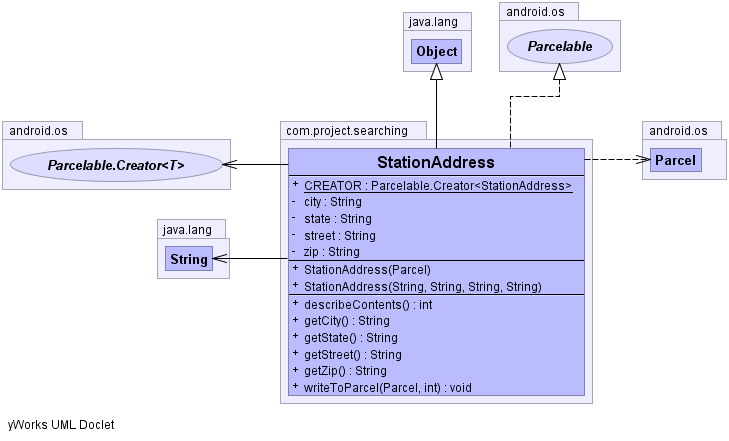 java.lang
Object
android.os
Parcelable
android.os
Parcelable.Creator<T>
java.lang
String
com.project.searching
StationAddress
+ CREATOR : Parcelable.Creator<StationAddress>
- city : String
- state : String
- street : String
- zip : String
+ StationAddress(Parcel)
+ StationAddress(String, String, String, String)
+ describeContents() : int
+ getCity() : String
+ getState() : String
+ getStreet() : String
+ getZip() : String
+ writeToParcel(Parcel, int) : void
android.os
Parcel
yWorks UML Doclet